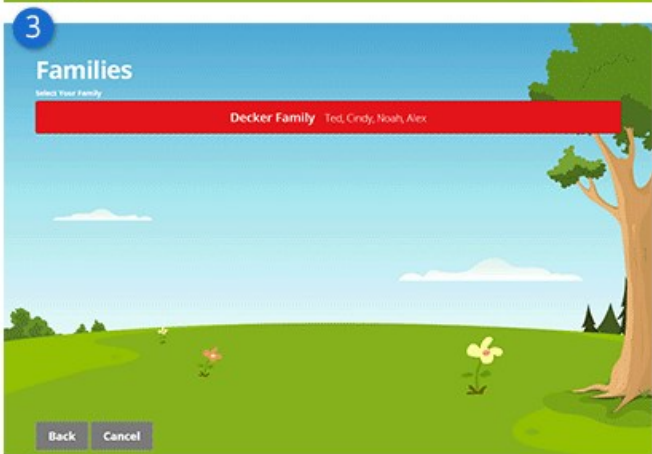 3
Families
Select Your Family
Decker Family Ted, Cindy, Noah, Alex
Back Cancel